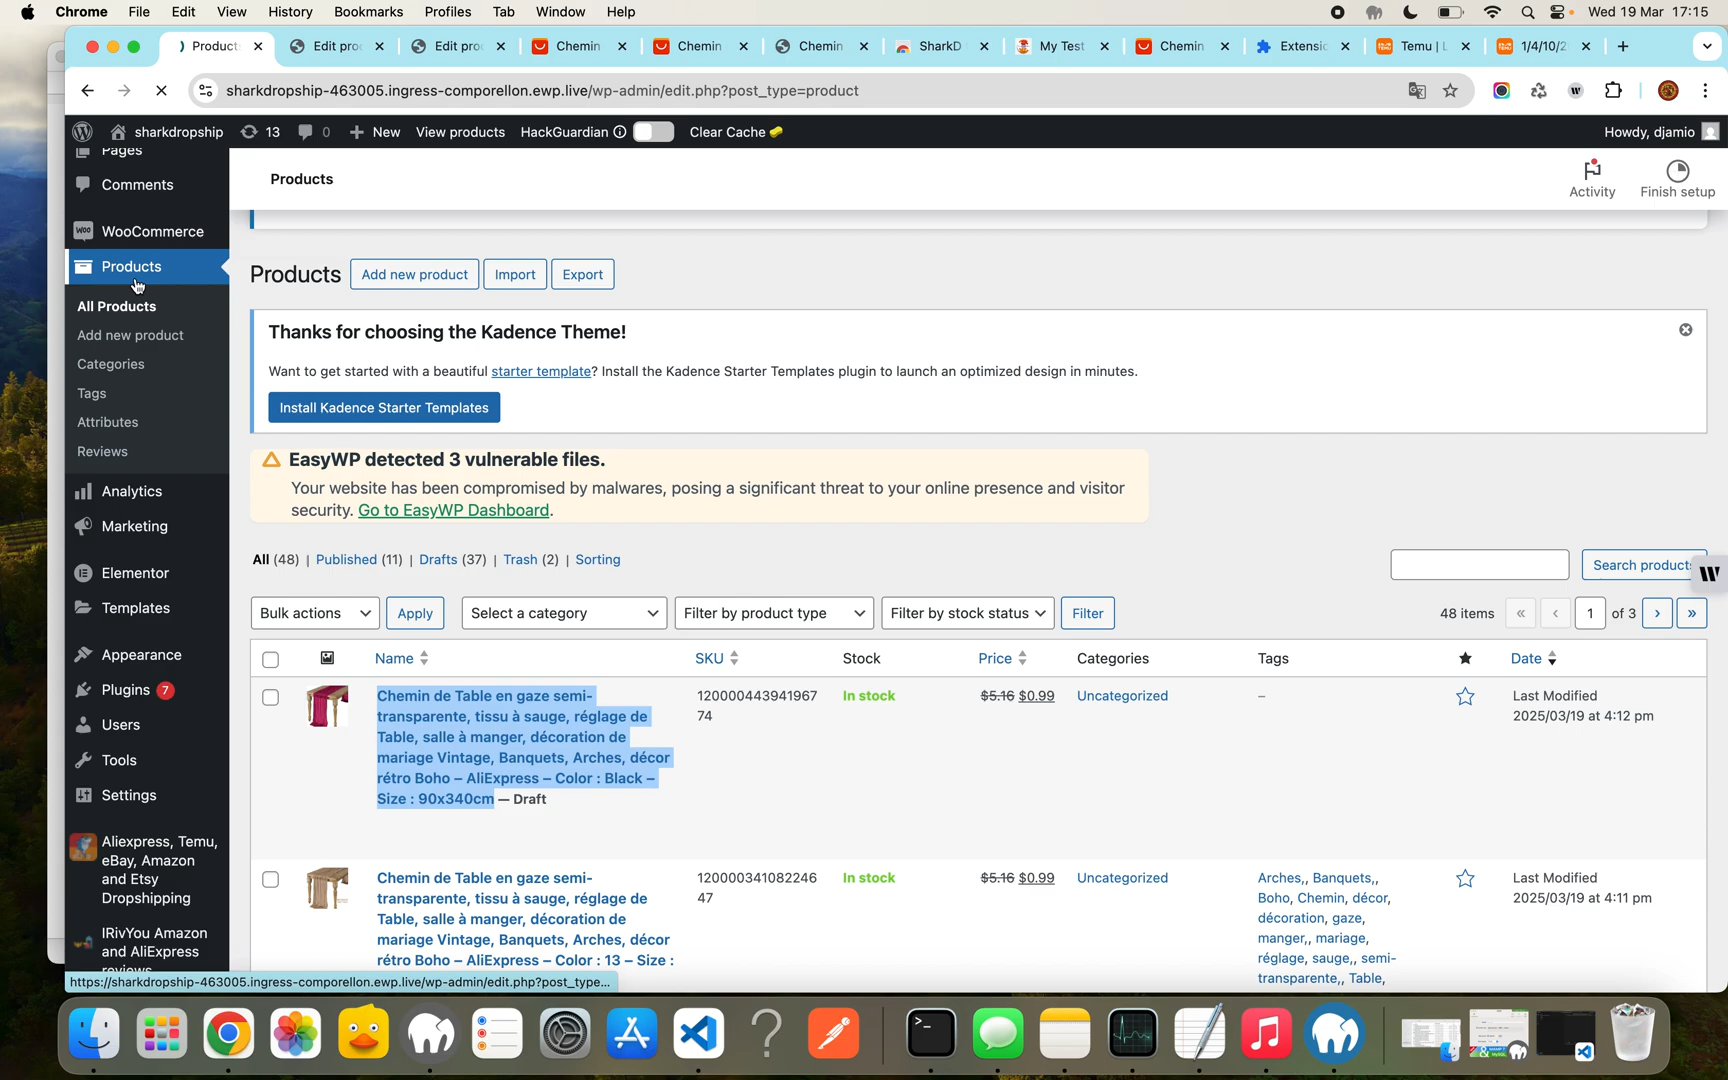 Chrome File Edit View History Bookmarks Profiles Tab Window Help Wed 19 Mar 17:15
Product Edit pro Edit pro Chemin Chemin Chemin SharkD My Test Chemin Extensi Temu | 1/4/10/2
sharkdropship-463005.ingress-comporellon.ewp.live/wp-admin/edit.php?post_type=product
sharkdropship 13 0 New View products HackGuardian Clear Cache Howdy, djamio
Pages
Comments
WooCommerce
Products
All Products
Add new product
Categories
Tags
Attributes
Reviews
Analytics
Marketing
Elementor
Templates
Appearance
Plugins 7
Users
Tools
Settings
Aliexpress, Temu,
eBay, Amazon
and Etsy
Dropshipping
IRivYou Amazon
and AliExpress
reviews
Products
Activity
Finish setup
Products Add new product Import Export
Thanks for choosing the Kadence Theme!
Want to get started with a beautiful starter template? Install the Kadence Starter Templates plugin to launch an optimized design in minutes.
Install Kadence Starter Templates
EasyWP detected 3 vulnerable files.
Your website has been compromised by malwares, posing a significant threat to your online presence and visitor
security. Go to EasyWP Dashboard.
All (48) | Published (11) | Drafts (37) | Trash (2) | Sorting
Search products
Bulk actions Apply Select a category Filter by product type Filter by stock status Filter 48 items « ‹ 1 of 3 › »
Name SKU Stock Price Categories Tags Date
Chemin de Table en gaze semi-
transparente, tissu à sauge, réglage de
Table, salle à manger, décoration de
mariage Vintage, Banquets, Arches, décor
rétro Boho – AliExpress – Color : Black –
Size : 90x340cm — Draft
120000443941967
74
In stock
$5.16 $0.99
Uncategorized
–
Last Modified
2025/03/19 at 4:12 pm
Chemin de Table en gaze semi-
transparente, tissu à sauge, réglage de
Table, salle à manger, décoration de
mariage Vintage, Banquets, Arches, décor
rétro Boho – AliExpress – Color : 13 – Size :
120000341082246
47
In stock
$5.16 $0.99
Uncategorized
Arches,, Banquets,,
Boho, Chemin, décor,
décoration, gaze,
manger,, mariage,
réglage, sauge,, semi-
transparente,, Table,
Last Modified
2025/03/19 at 4:11 pm
https://sharkdropship-463005.ingress-comporellon.ewp.live/wp-admin/edit.php?post_type...